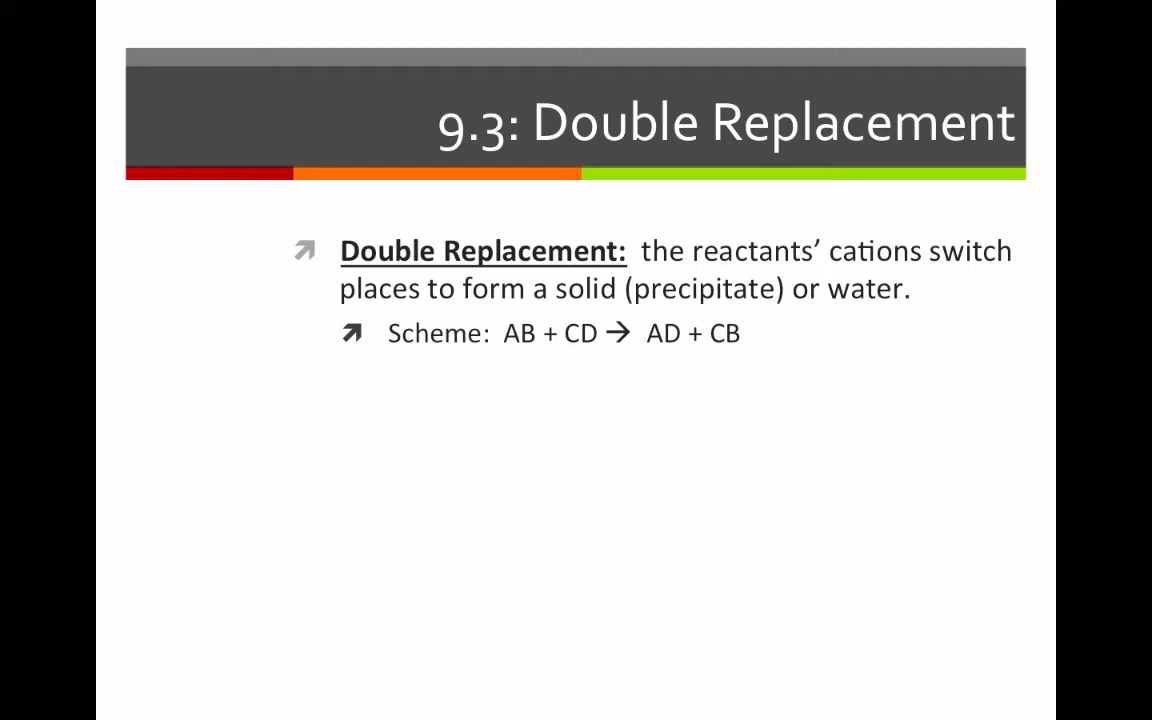 9.3: Double Replacement
Double Replacement: the reactants’ cations switch
places to form a solid (precipitate) or water.
Scheme: AB + CD → AD + CB